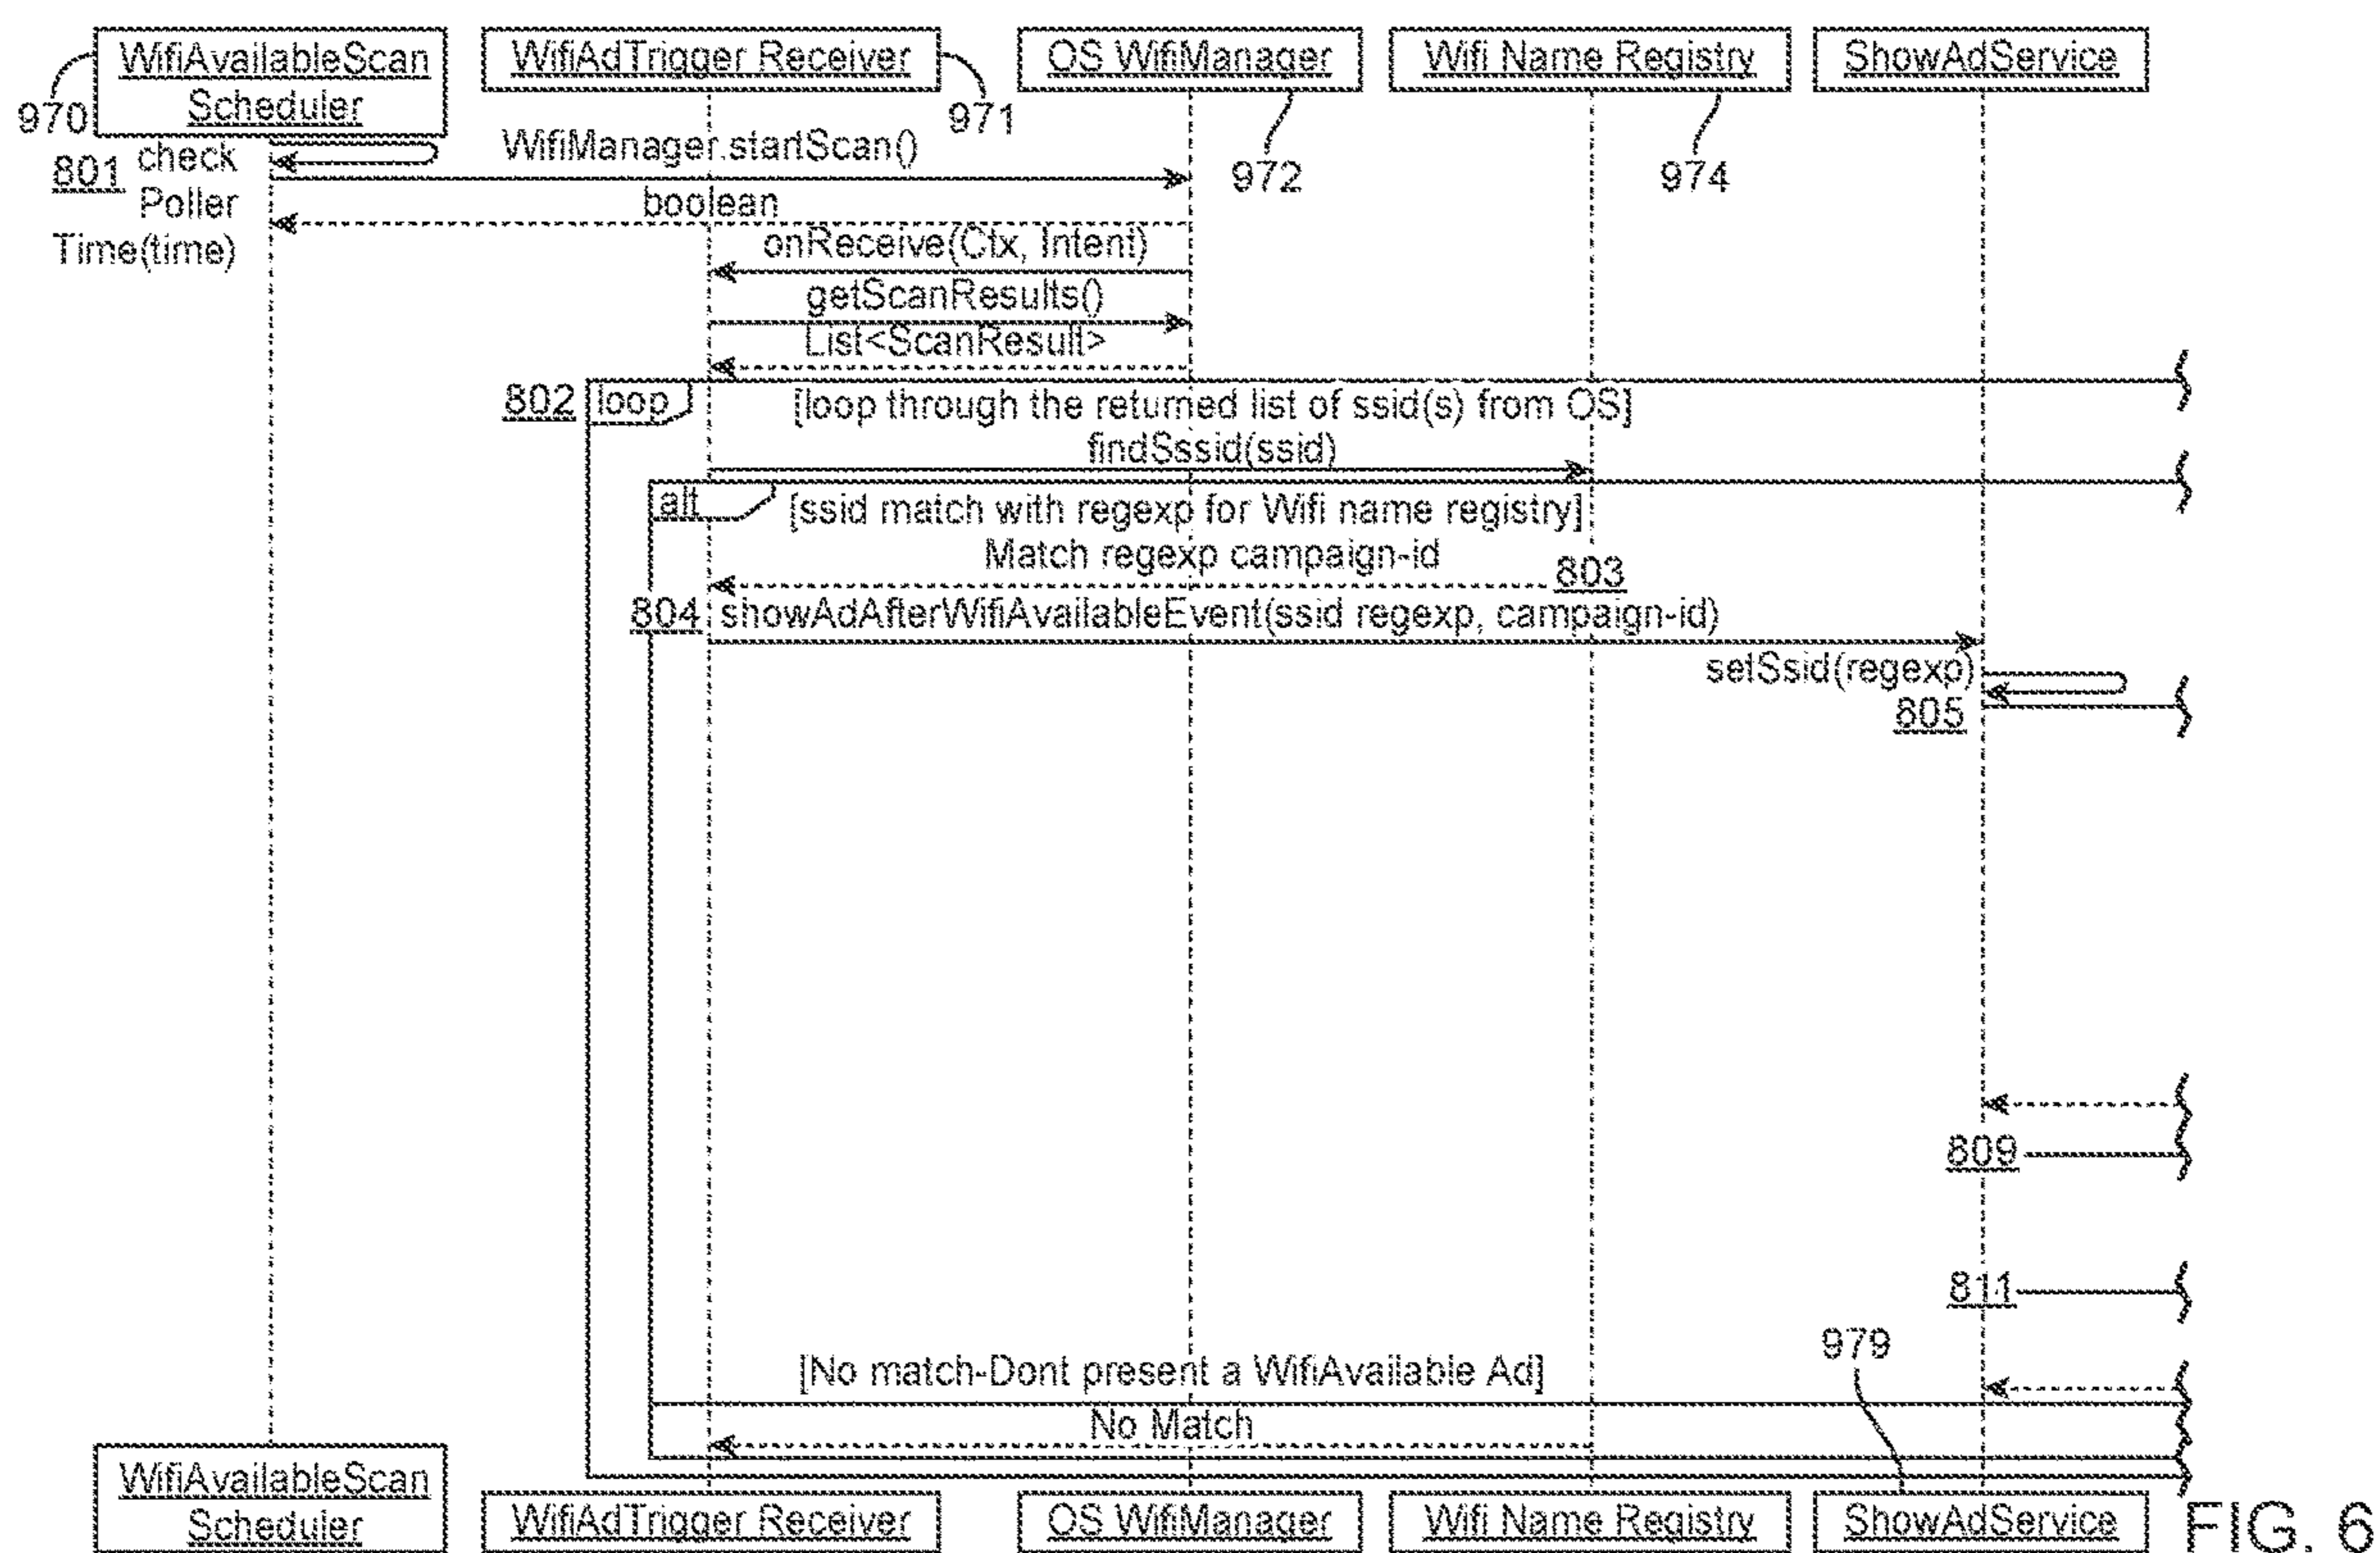 WifiAvailableScan
Scheduler
WifiAdTrigger Receiver
OS WifiManager
Wifi Name Registry
ShowAdService
970
971
972
974
801
check
Poller
Time(time)
WifiManager.startScan()
boolean
onReceive(Ctx, Intent)
getScanResults()
List<ScanResult>
802
loop
[loop through the returned list of ssid(s) from OS]
findSssid(ssid)
alt
[ssid match with regexp for Wifi name registry]
Match regexp campaign-id
803
804
showAdAfterWifiAvailableEvent(ssid regexp, campaign-id)
setSsid(regexp)
805
809
811
979
[No match-Dont present a WifiAvailable Ad]
No Match
WifiAvailableScan
Scheduler
WifiAdTrigger Receiver
OS WifiManager
Wifi Name Registry
ShowAdService
FIG. 6